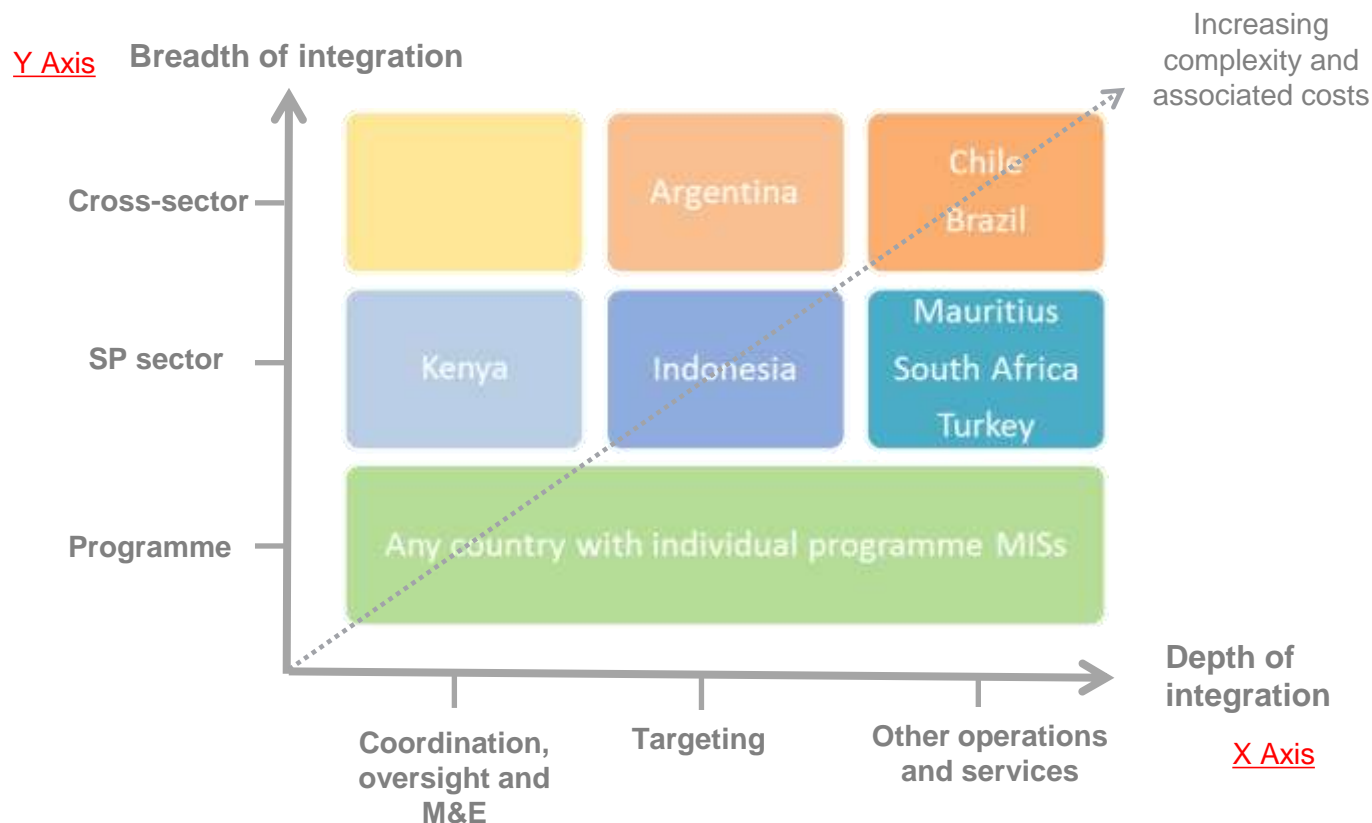 Increasing
complexity and
associated costs
Y Axis
Breadth of integration
Cross-sector
Argentina
Chile
Brazil
SP sector
Kenya
Indonesia
Mauritius
South Africa
Turkey
Programme
Any country with individual programme MISs
Depth of
integration
Coordination,
oversight and
M&E
Targeting
Other operations
and services
X Axis